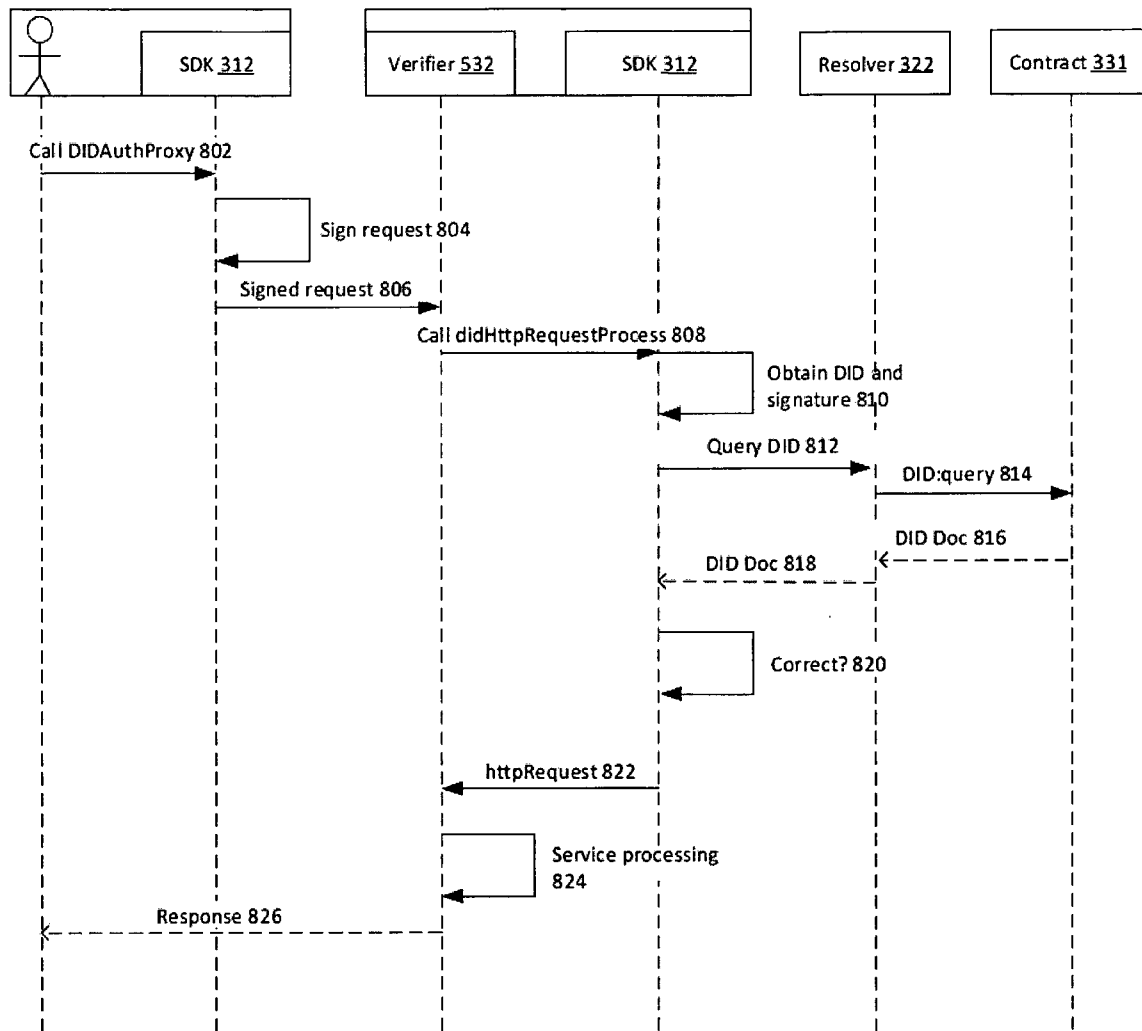 SDK 312
Verifier 532
SDK 312
Resolver 322
Contract 331
Call DIDAuthProxy 802
Sign request 804
Signed request 806
Call didHttpRequestProcess 808
Obtain DID and
signature 810
Query DID 812
DID:query 814
DID Doc 816
DID Doc 818
Correct? 820
httpRequest 822
Service processing
824
Response 826